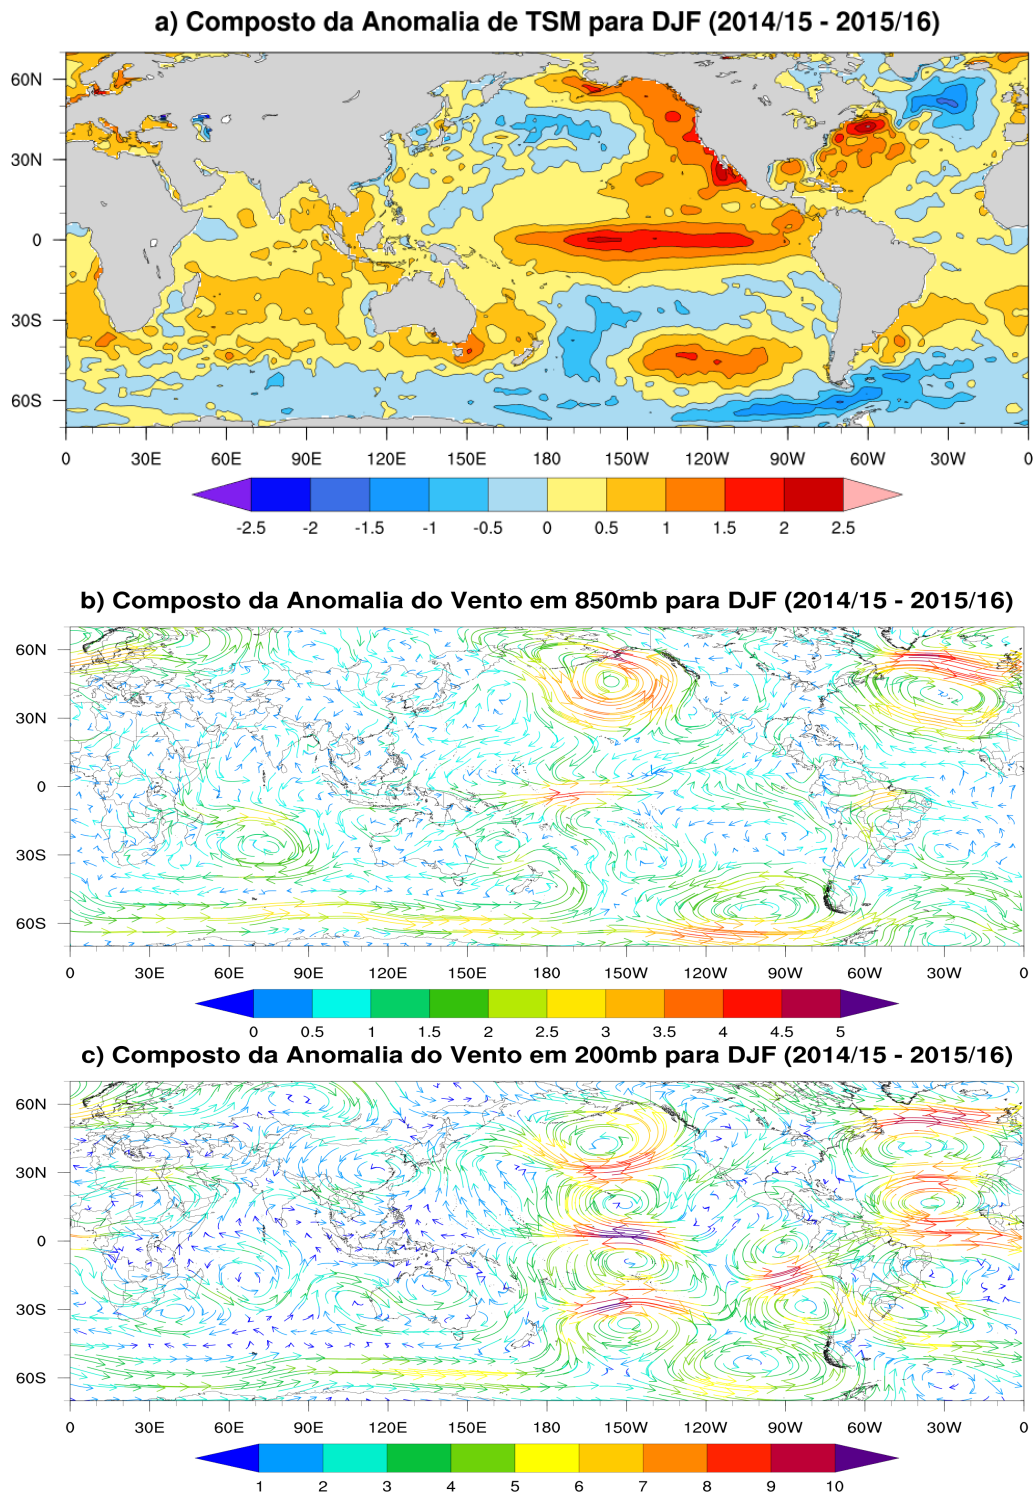 a) Composto da Anomalia de TSM para DJF (2014/15 - 2015/16)
60N
30N
0
30S
60S
0 30E 60E 90E 120E 150E 180 150W 120W 90W 60W 30W 0
-2.5 -2 -1.5 -1 -0.5 0 0.5 1 1.5 2 2.5
b) Composto da Anomalia do Vento em 850mb para DJF (2014/15 - 2015/16)
60N
30N
0
30S
60S
0 30E 60E 90E 120E 150E 180 150W 120W 90W 60W 30W 0
0 0.5 1 1.5 2 2.5 3 3.5 4 4.5 5
c) Composto da Anomalia do Vento em 200mb para DJF (2014/15 - 2015/16)
60N
30N
0
30S
60S
0 30E 60E 90E 120E 150E 180 150W 120W 90W 60W 30W 0
1 2 3 4 5 6 7 8 9 10